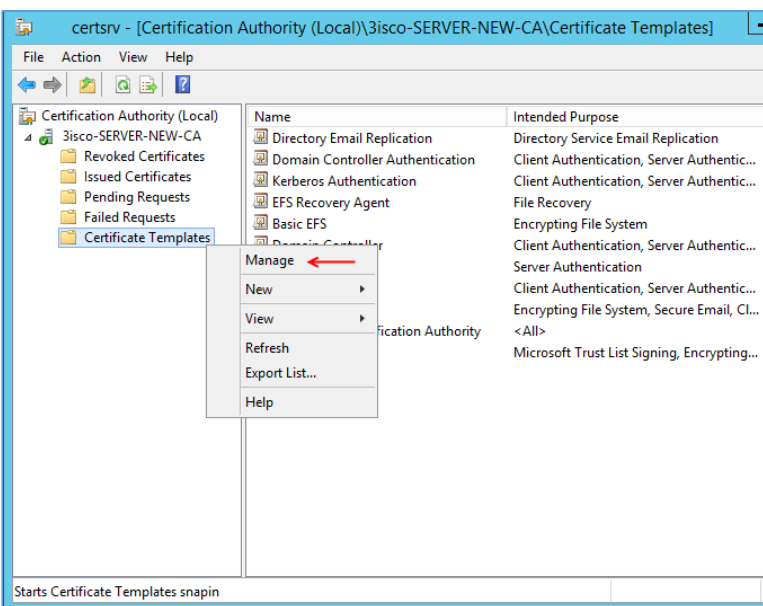 certsrv - [Certification Authority (Local)\3isco-SERVER-NEW-CA\Certificate Templates]
File Action View Help
Certification Authority (Local)
3isco-SERVER-NEW-CA
Revoked Certificates
Issued Certificates
Pending Requests
Failed Requests
Certificate Templates
Manage
New
View
Refresh
Export List...
Help
Name Intended Purpose
Directory Email Replication Directory Service Email Replication
Domain Controller Authentication Client Authentication, Server Authentic...
Kerberos Authentication Client Authentication, Server Authentic...
EFS Recovery Agent File Recovery
Basic EFS Encrypting File System
Domain Controller Client Authentication, Server Authentic...
Server Authentication
Client Authentication, Server Authentic...
Encrypting File System, Secure Email, Cl...
fication Authority <All>
Microsoft Trust List Signing, Encrypting...
Starts Certificate Templates snapin